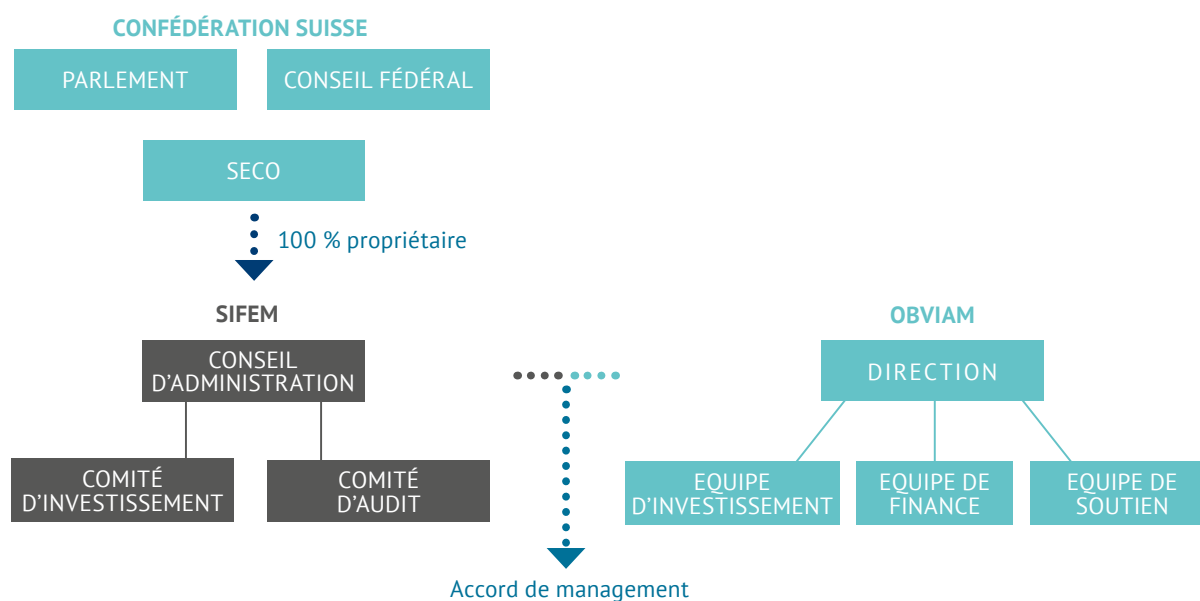 CONFÉDÉRATION SUISSE
PARLEMENT
CONSEIL FÉDÉRAL
SECO
100 % propriétaire
SIFEM
CONSEIL
D’ADMINISTRATION
COMITÉ
D’INVESTISSEMENT
COMITÉ
D’AUDIT
OBVIAM
DIRECTION
EQUIPE
D’INVESTISSEMENT
EQUIPE DE
FINANCE
EQUIPE DE
SOUTIEN
Accord de management